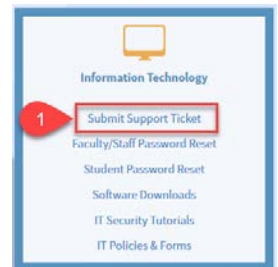 Information Technology
1
Submit Support Ticket
Faculty/Staff Password Reset
Student Password Reset
Software Downloads
IT Security Tutorials
IT Policies & Forms